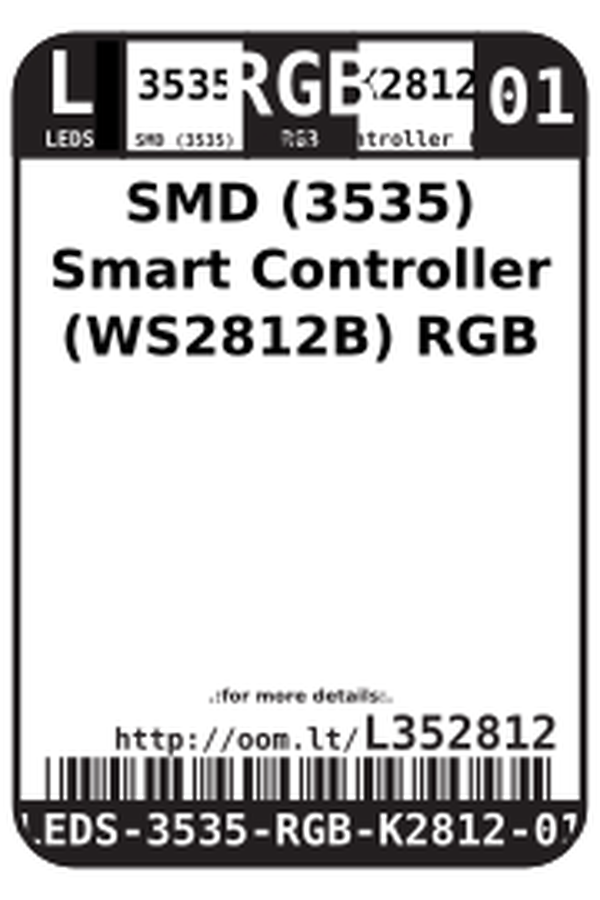 L 3535 RGB K2812 01
LEDS SMD (3535) RGB ntroller
SMD (3535)
Smart Controller
(WS2812B) RGB
.:for more details:.
http://oom.lt/L352812
LEDS-3535-RGB-K2812-01